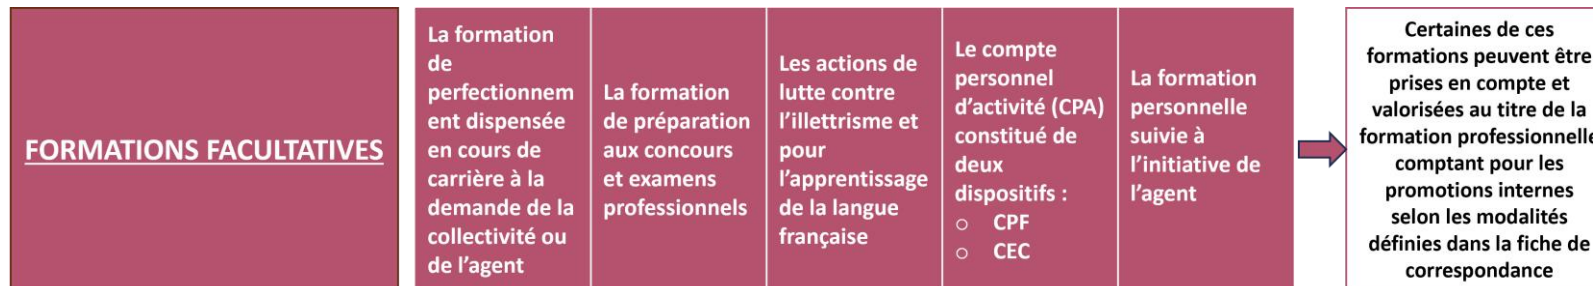 FORMATIONS FACULTATIVES
La formation
de
perfectionnem
ent dispensée
en cours de
carrière à la
demande de la
collectivité ou
de l'agent
La formation
de préparation
aux concours
et examens
professionnels
Les actions de
lutte contre
l'illettrisme et
pour
l'apprentissage
de la langue
française
Le compte
personnel
d'activité (CPA)
constitué de
deux
dispositifs :
○ CPF
○ CEC
La formation
personnelle
suivie à
l'initiative de
l'agent
Certaines de ces
formations peuvent être
prises en compte et
valorisées au titre de la
formation professionnelle
comptant pour les
promotions internes
selon les modalités
définies dans la fiche de
correspondance